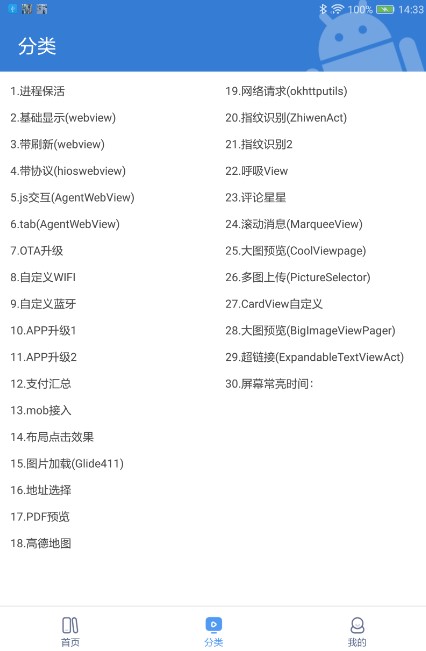 100% 14:33
分类
1.进程保活
2.基础显示(webview)
3.带刷新(webview)
4.带协议(hioswebview)
5.js交互(AgentWebView)
6.tab(AgentWebView)
7.OTA升级
8.自定义WIFI
9.自定义蓝牙
10.APP升级1
11.APP升级2
12.支付汇总
13.mob接入
14.布局点击效果
15.图片加载(Glide411)
16.地址选择
17.PDF预览
18.高德地图
19.网络请求(okhttputils)
20.指纹识别(ZhiwenAct)
21.指纹识别2
22.呼吸View
23.评论星星
24.滚动消息(MarqueeView)
25.大图预览(CoolViewpage)
26.多图上传(PictureSelector)
27.CardView自定义
28.大图预览(BigImageViewPager)
29.超链接(ExpandableTextViewAct)
30.屏幕常亮时间：
首页
分类
我的